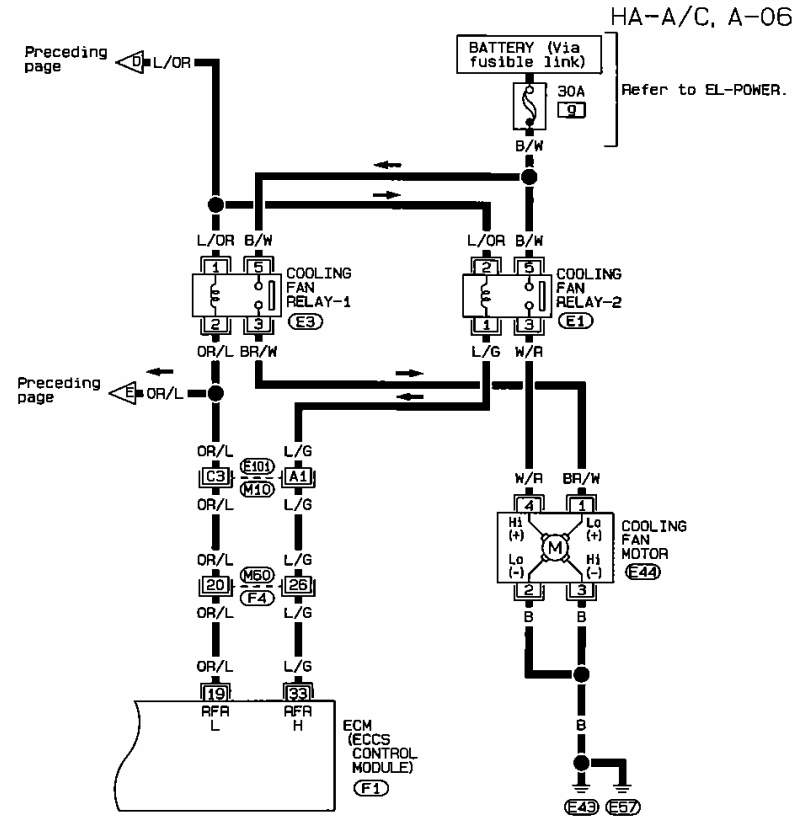 HA-A/C, A-06
Preceding
page
D
L/OR
BATTERY (Via
fusible link)
30A
9
Refer to EL-POWER.
B/W
L/OR B/W
L/OR B/W
1
5
COOLING
FAN
RELAY-1
E3
2
3
2
5
COOLING
FAN
RELAY-2
E1
1
3
OR/L BR/W
L/G W/R
Preceding
page
E
OR/L
OR/L
L/G
C3
E101
M10
A1
OR/L
L/G
W/R
BR/W
4
1
Hi
(+)
Lo
(+)
M
Lo
(-)
Hi
(-)
COOLING
FAN
MOTOR
E44
2
3
OR/L
L/G
20
M60
F4
26
OR/L
L/G
B
B
OR/L
L/G
19
33
RFR
L
RFR
H
ECM
(ECCS
CONTROL
MODULE)
F1
B
E43
E57